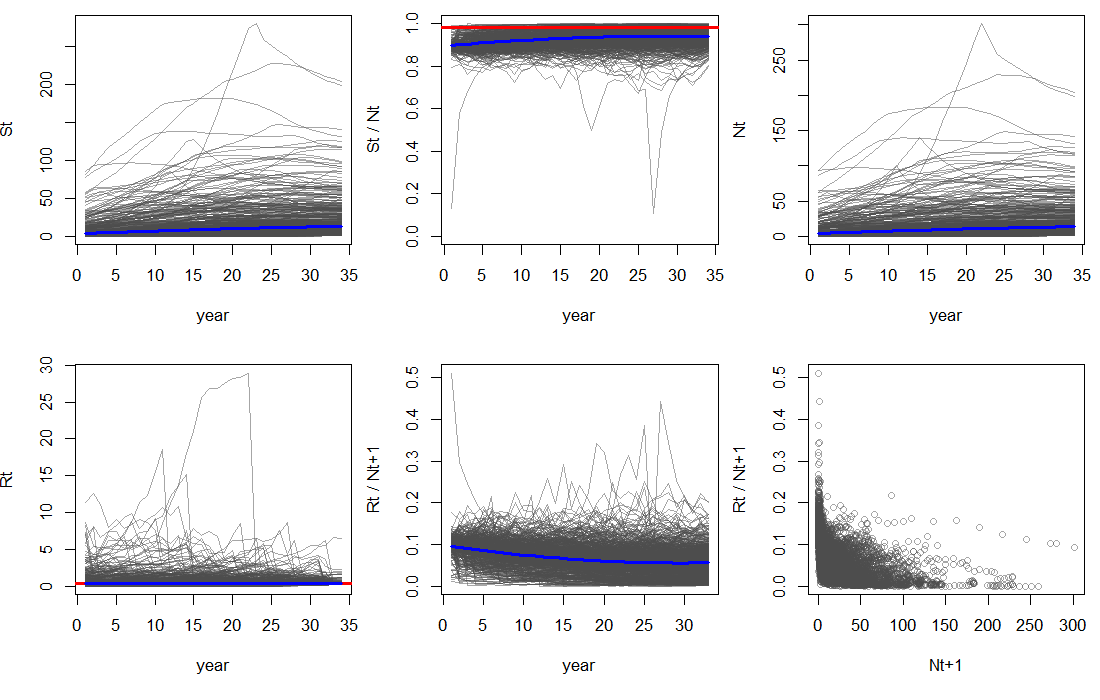 St
0 50 100 200
0 5 10 15 20 25 30 35
year
St / Nt
0.0 0.2 0.4 0.6 0.8 1.0
0 5 10 15 20 25 30 35
year
Nt
0 50 150 250
0 5 10 15 20 25 30 35
year
Rt
0 5 10 15 20 25 30
0 5 10 15 20 25 30 35
year
Rt / Nt+1
0.0 0.1 0.2 0.3 0.4 0.5
0 5 10 15 20 25 30
year
Rt / Nt+1
0.0 0.1 0.2 0.3 0.4 0.5
0 50 100 150 200 250 300
Nt+1